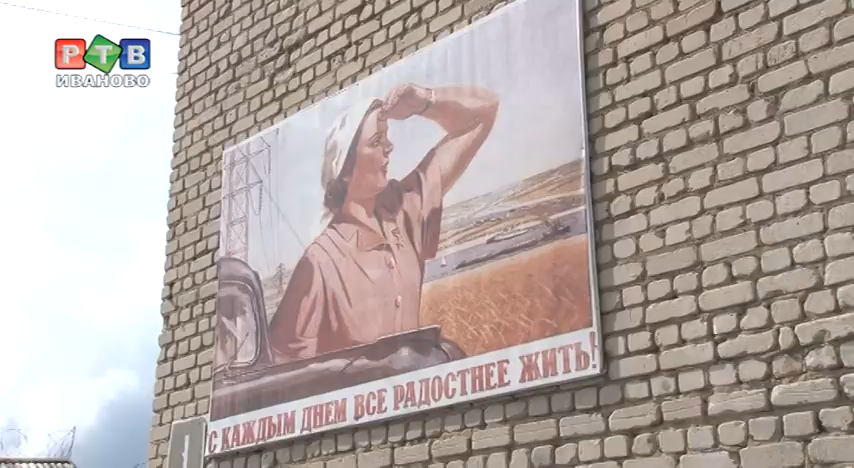 РТВ
ИВАНОВО
С КАЖДЫМ ДНЕМ ВСЕ РАДОСТНЕЕ ЖИТЬ!